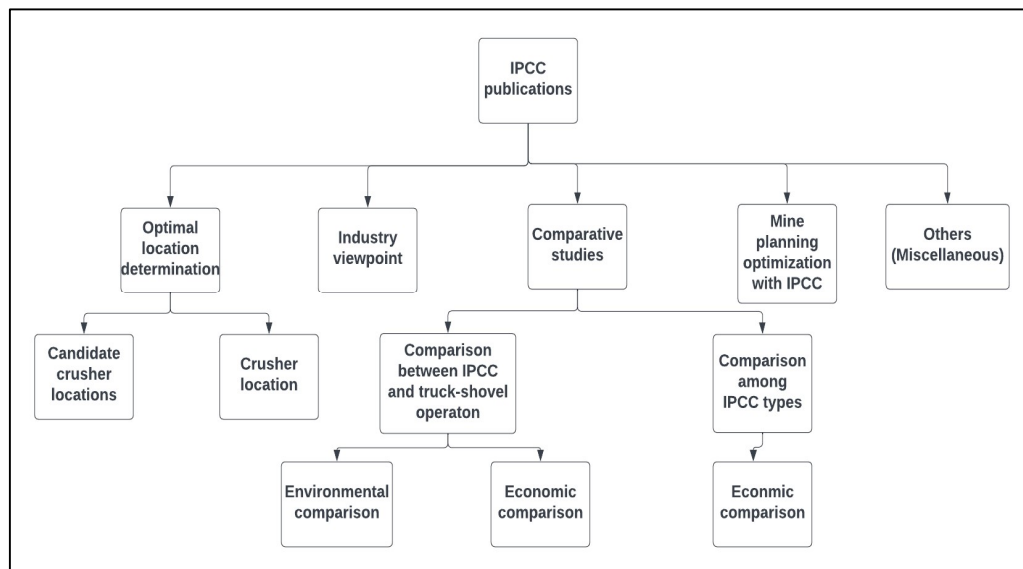 IPCC
publications
Optimal
location
determination
Industry
viewpoint
Comparative
studies
Mine
planning
optimization
with IPCC
Others
(Miscellaneous)
Candidate
crusher
locations
Crusher
location
Comparison
between IPCC
and truck-shovel
operaton
Comparison
among
IPCC types
Environmental
comparison
Economic
comparison
Econmic
comparison